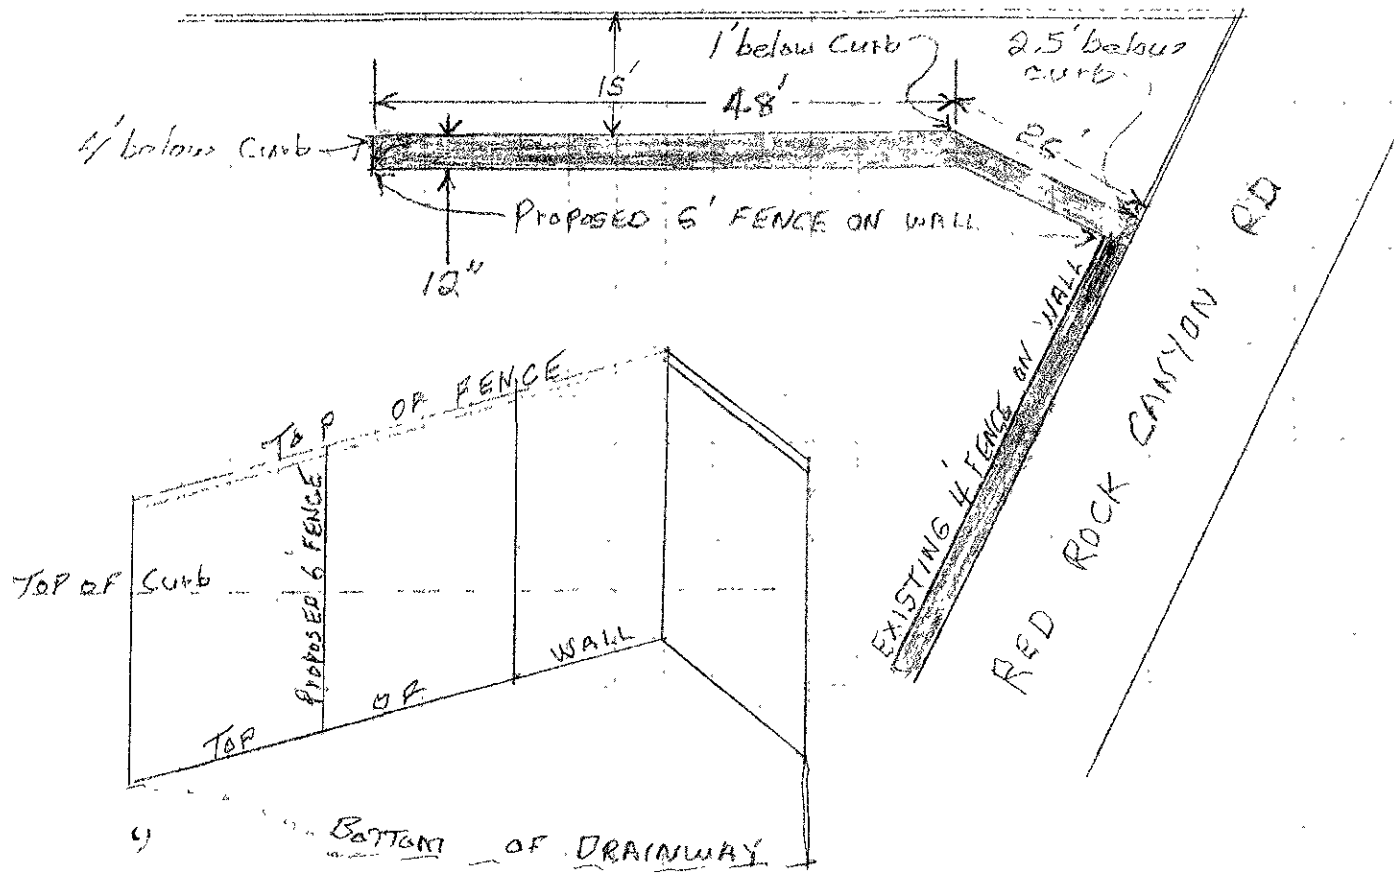 1' below Curb
2.5' below
curb
15'
48'
4' below Curb
PROPOSED 6' FENCE ON WALL
12"
EXISTING 4' FENCE ON WALL
RED ROCK CANYON RD
TOP OF FENCE
PROPOSED 6' FENCE
TOP OF Curb
TOP OF WALL
BOTTOM OF DRAINWAY